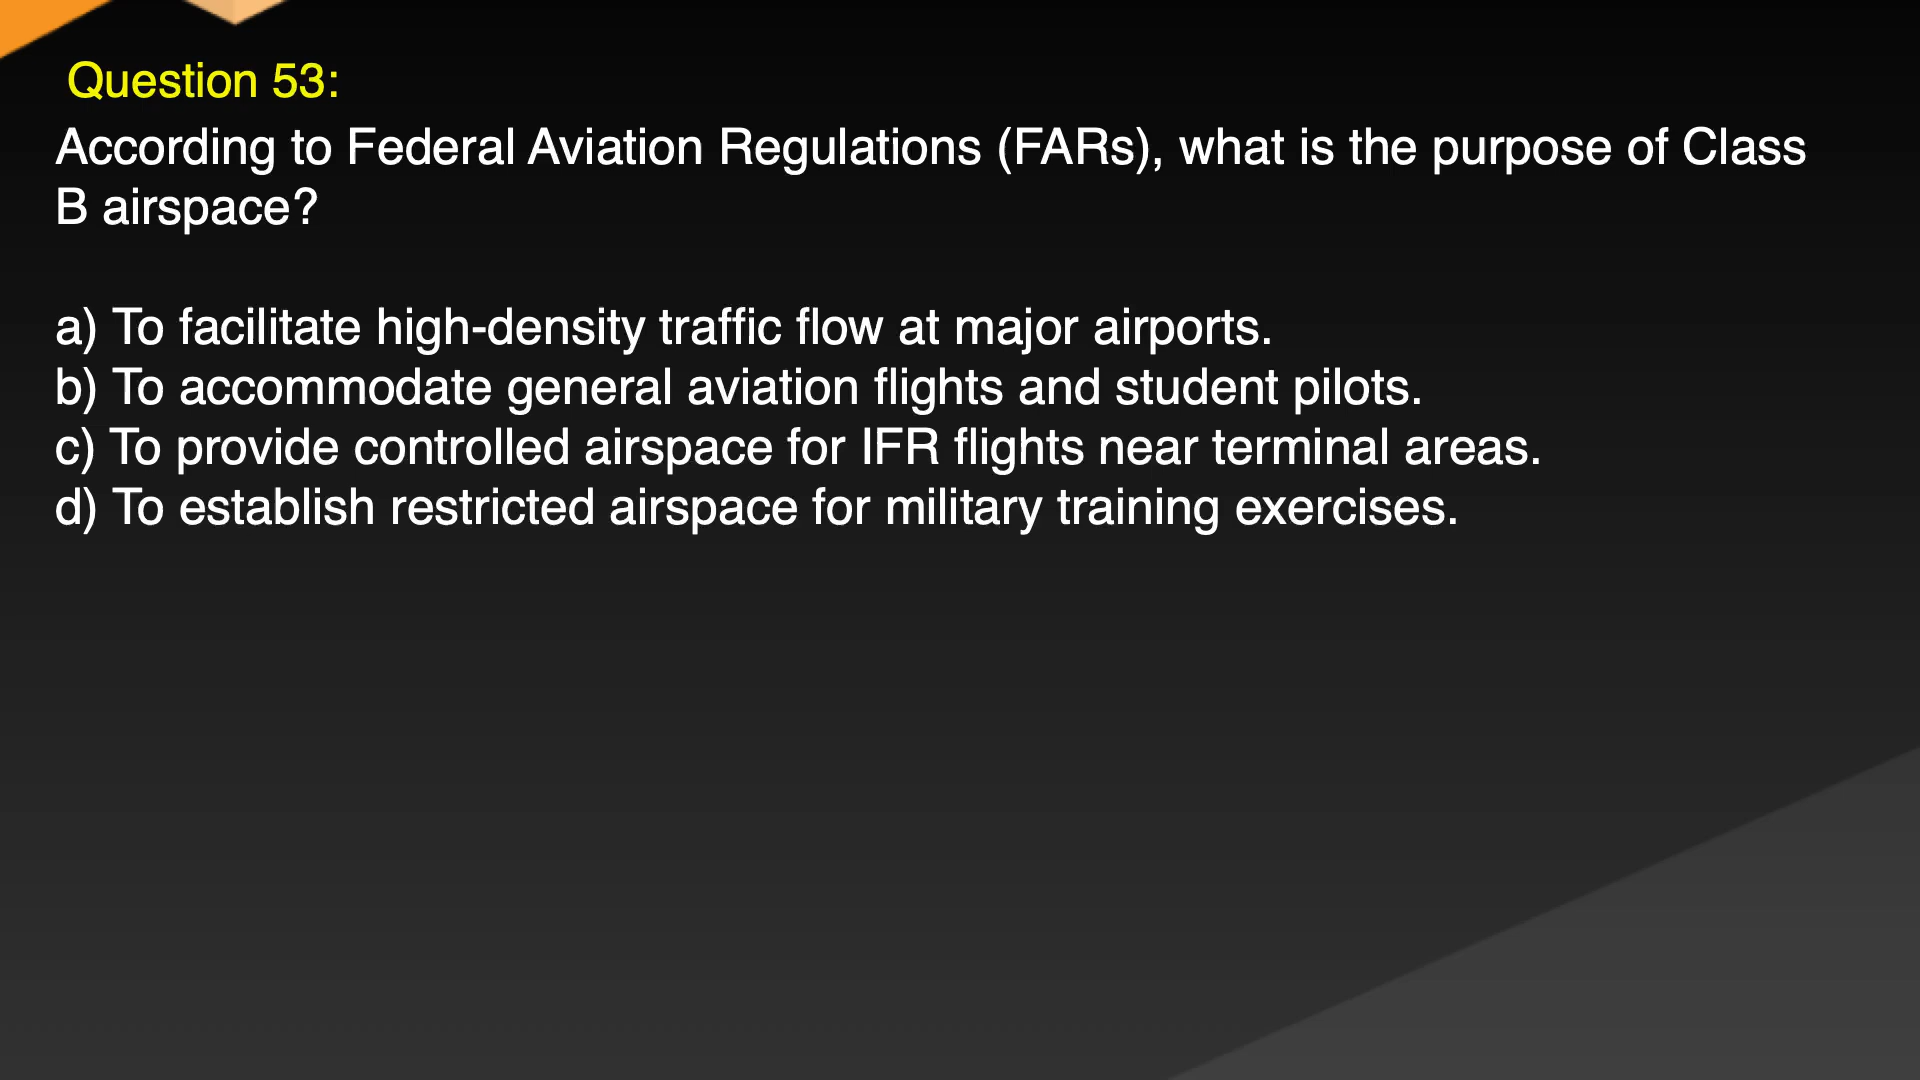 Question 53:
According to Federal Aviation Regulations (FARs), what is the purpose of Class
B airspace?
a) To facilitate high-density traffic flow at major airports.
b) To accommodate general aviation flights and student pilots.
c) To provide controlled airspace for IFR flights near terminal areas.
d) To establish restricted airspace for military training exercises.